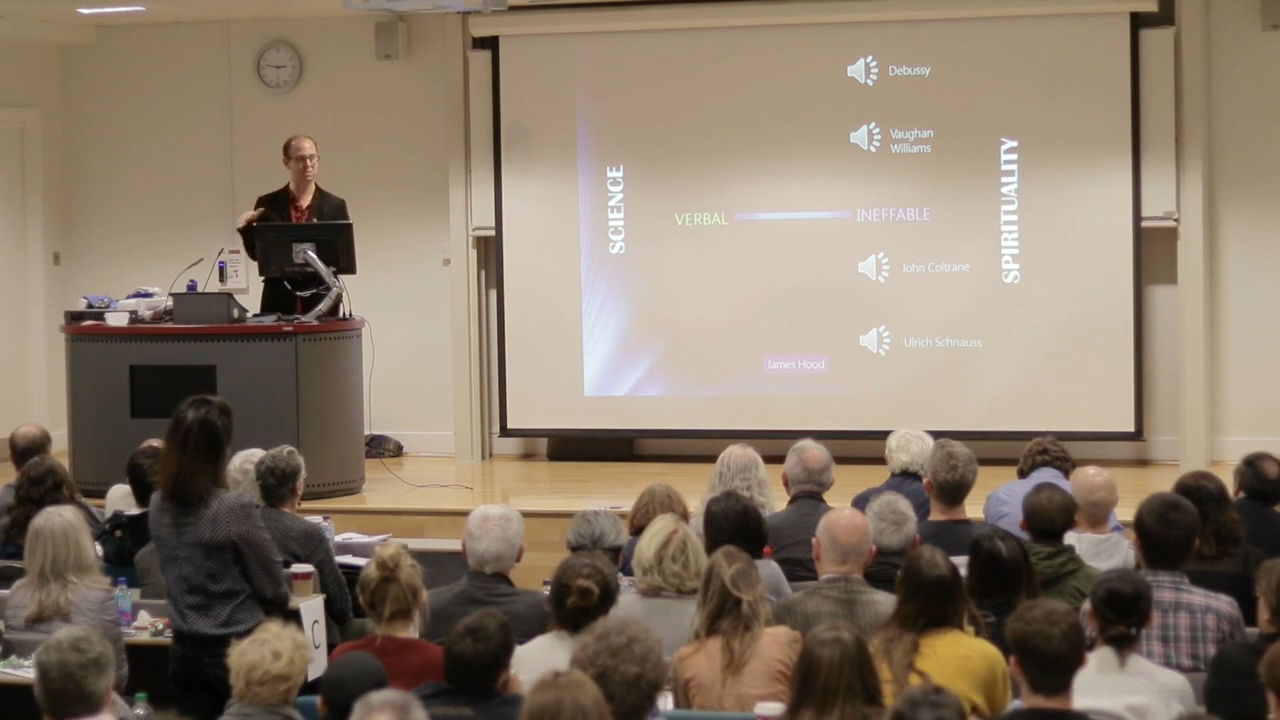 Debussy
Vaughan
Williams
SCIENCE
VERBAL
INEFFABLE
SPIRITUALITY
John Coltrane
Ulrich Schnauss
James Hood
C